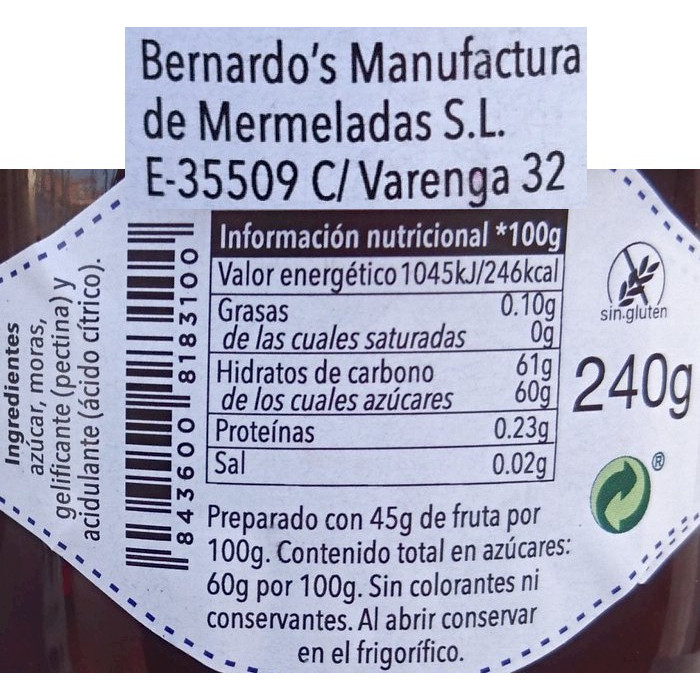 Bernardo's Manufactura
de Mermeladas S.L.
E-35509 C/ Varenga 32
Información nutricional *100g
Valor energético 1045kJ/246kcal
Grasas 0.10g
de las cuales saturadas 0g
Hidratos de carbono 61g
de los cuales azúcares 60g
Proteínas 0.23g
Sal 0.02g
Preparado con 45g de fruta por
100g. Contenido total en azúcares:
60g por 100g. Sin colorantes ni
conservantes. Al abrir conservar
en el frigorífico.
Ingredientes
azúcar, moras,
gelificante (pectina) y
acidulante (ácido cítrico).
8 436008 183100
sin gluten
240g
®